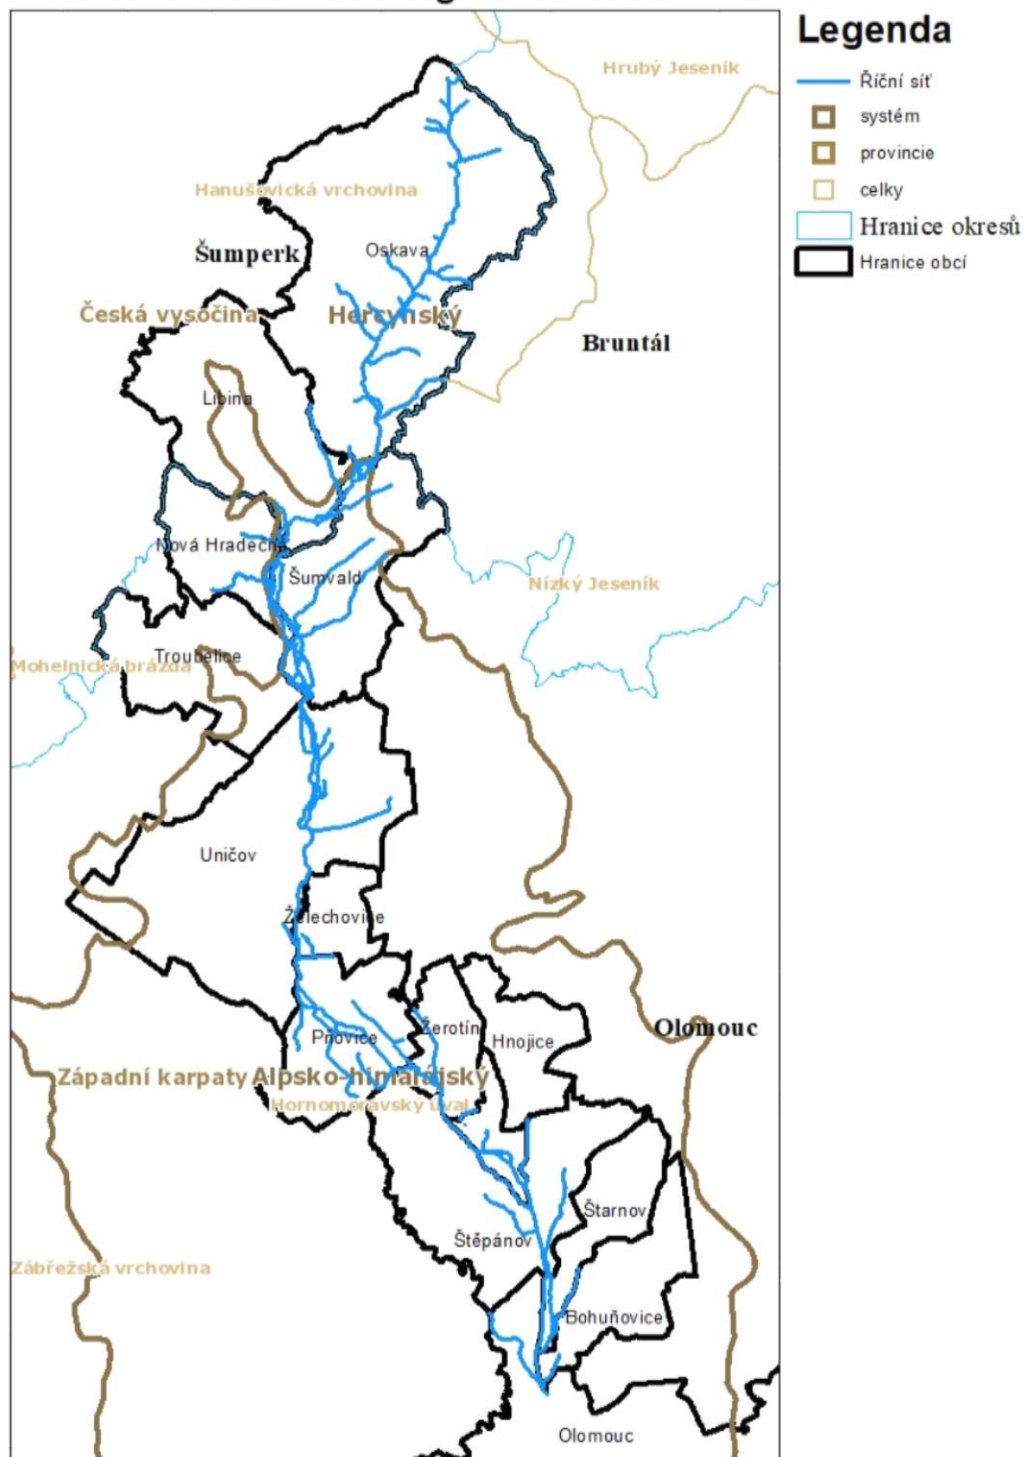 Legenda
Říční síť
systém
provincie
celky
Hranice okresů
Hranice obcí
Hrubý Jeseník
Hanušovická vrchovina
Šumperk
Oskava
Česká vysočina
Hercynský
Bruntál
Libina
Nová Hradečná
Šumvald
Nízký Jeseník
Troubelice
Mohelnická brázda
Uničov
Želechovice
Pňovice
Žerotín
Hnojice
Olomouc
Západní karpaty
Alpsko-himalájský
Hornomoravský úval
Štarnov
Štěpánov
Zábřežská vrchovina
Bohuňovice
Olomouc